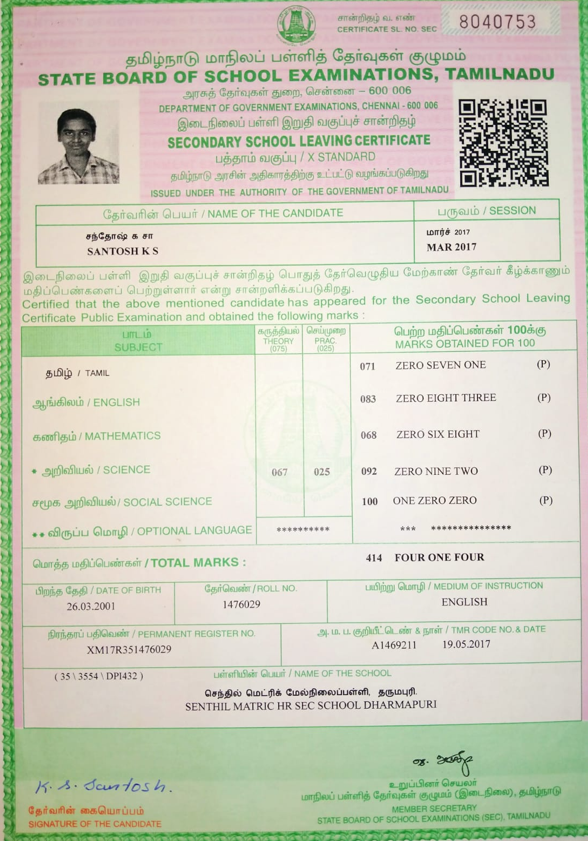 சான்றிதழ் வ. எண்
CERTIFICATE SL. NO. SEC 8040753
தமிழ்நாடு மாநிலப் பள்ளித் தேர்வுகள் குழுமம்
STATE BOARD OF SCHOOL EXAMINATIONS, TAMILNADU
அரசுத் தேர்வுகள் துறை, சென்னை – 600 006
DEPARTMENT OF GOVERNMENT EXAMINATIONS, CHENNAI - 600 006
இடைநிலைப் பள்ளி இறுதி வகுப்புச் சான்றிதழ்
SECONDARY SCHOOL LEAVING CERTIFICATE
பத்தாம் வகுப்பு / X STANDARD
தமிழ்நாடு அரசின் அதிகாரத்திற்கு உட்பட்டு வழங்கப்படுகிறது
ISSUED UNDER THE AUTHORITY OF THE GOVERNMENT OF TAMILNADU
தேர்வரின் பெயர் / NAME OF THE CANDIDATE பருவம் / SESSION
சந்தோஷ் க சா மார்ச் 2017
SANTOSH K S MAR 2017
இடைநிலைப் பள்ளி இறுதி வகுப்புச் சான்றிதழ் பொதுத் தேர்வெழுதிய மேற்காண் தேர்வர் கீழ்க்காணும்
மதிப்பெண்களைப் பெற்றுள்ளார் என்று சான்றளிக்கப்படுகிறது.
Certified that the above mentioned candidate has appeared for the Secondary School Leaving
Certificate Public Examination and obtained the following marks :
பாடம் கருத்தியல் செய்முறை பெற்ற மதிப்பெண்கள் 100க்கு
SUBJECT THEORY (075) PRAC. (025) MARKS OBTAINED FOR 100
தமிழ் / TAMIL 071 ZERO SEVEN ONE (P)
ஆங்கிலம் / ENGLISH 083 ZERO EIGHT THREE (P)
கணிதம் / MATHEMATICS 068 ZERO SIX EIGHT (P)
♦ அறிவியல் / SCIENCE 067 025 092 ZERO NINE TWO (P)
சமூக அறிவியல்/ SOCIAL SCIENCE 100 ONE ZERO ZERO (P)
♦♦ விருப்ப மொழி / OPTIONAL LANGUAGE ********** *** ***************
மொத்த மதிப்பெண்கள் / TOTAL MARKS : 414 FOUR ONE FOUR
பிறந்த தேதி / DATE OF BIRTH தேர்வெண் /ROLL NO. பயிற்று மொழி / MEDIUM OF INSTRUCTION
26.03.2001 1476029 ENGLISH
நிரந்தரப் பதிவெண் / PERMANENT REGISTER NO. அ. ம. ப. குறியீட்டெண் & நாள் / TMR CODE NO. & DATE
XM17R351476029 A1469211 19.05.2017
( 35 \ 3554 \ DPI432 ) பள்ளியின் பெயர் / NAME OF THE SCHOOL
செந்தில் மெட்ரிக் மேல்நிலைப்பள்ளி, தருமபுரி.
SENTHIL MATRIC HR SEC SCHOOL DHARMAPURI
K. S. Santosh.
தேர்வரின் கையொப்பம்
SIGNATURE OF THE CANDIDATE
உறுப்பினர் செயலர்
மாநிலப் பள்ளித் தேர்வுகள் குழுமம் (இடைநிலை), தமிழ்நாடு
MEMBER SECRETARY
STATE BOARD OF SCHOOL EXAMINATIONS (SEC), TAMILNADU